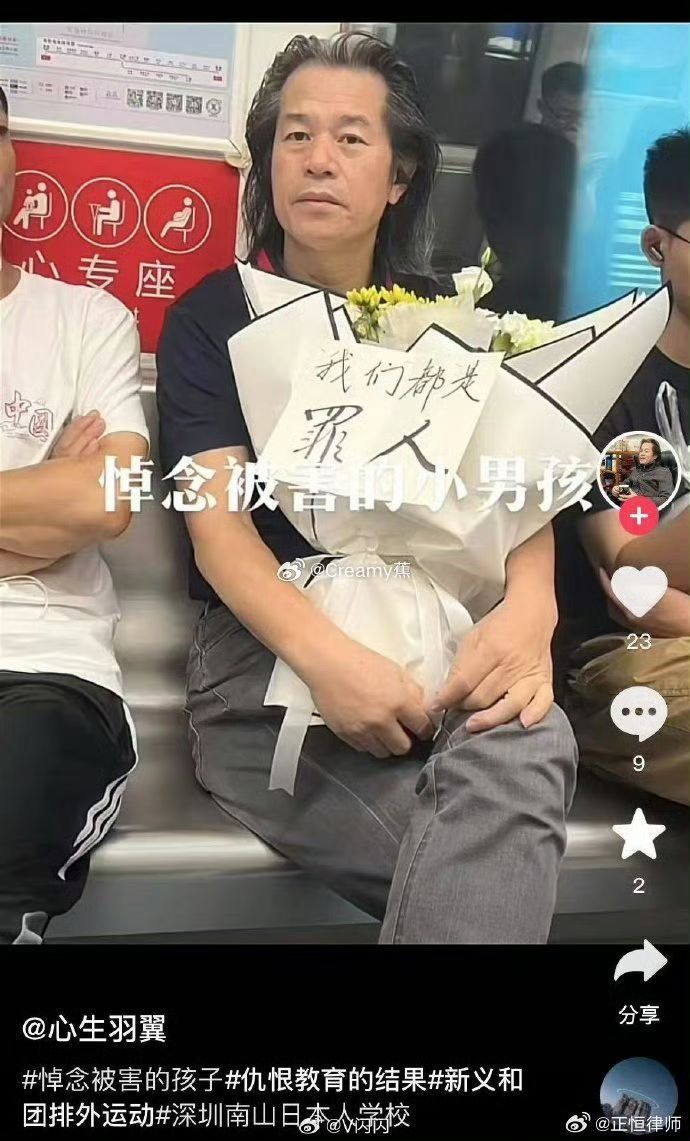 心专座
中国
我们都是
罪人
悼念被害的小男孩
@Creamy蕉
23
9
2
分享
@心生羽翼
#悼念被害的孩子#仇恨教育的结果#新义和
团排外运动#深圳南山日本人学校
@V闪闪
@正恒律师